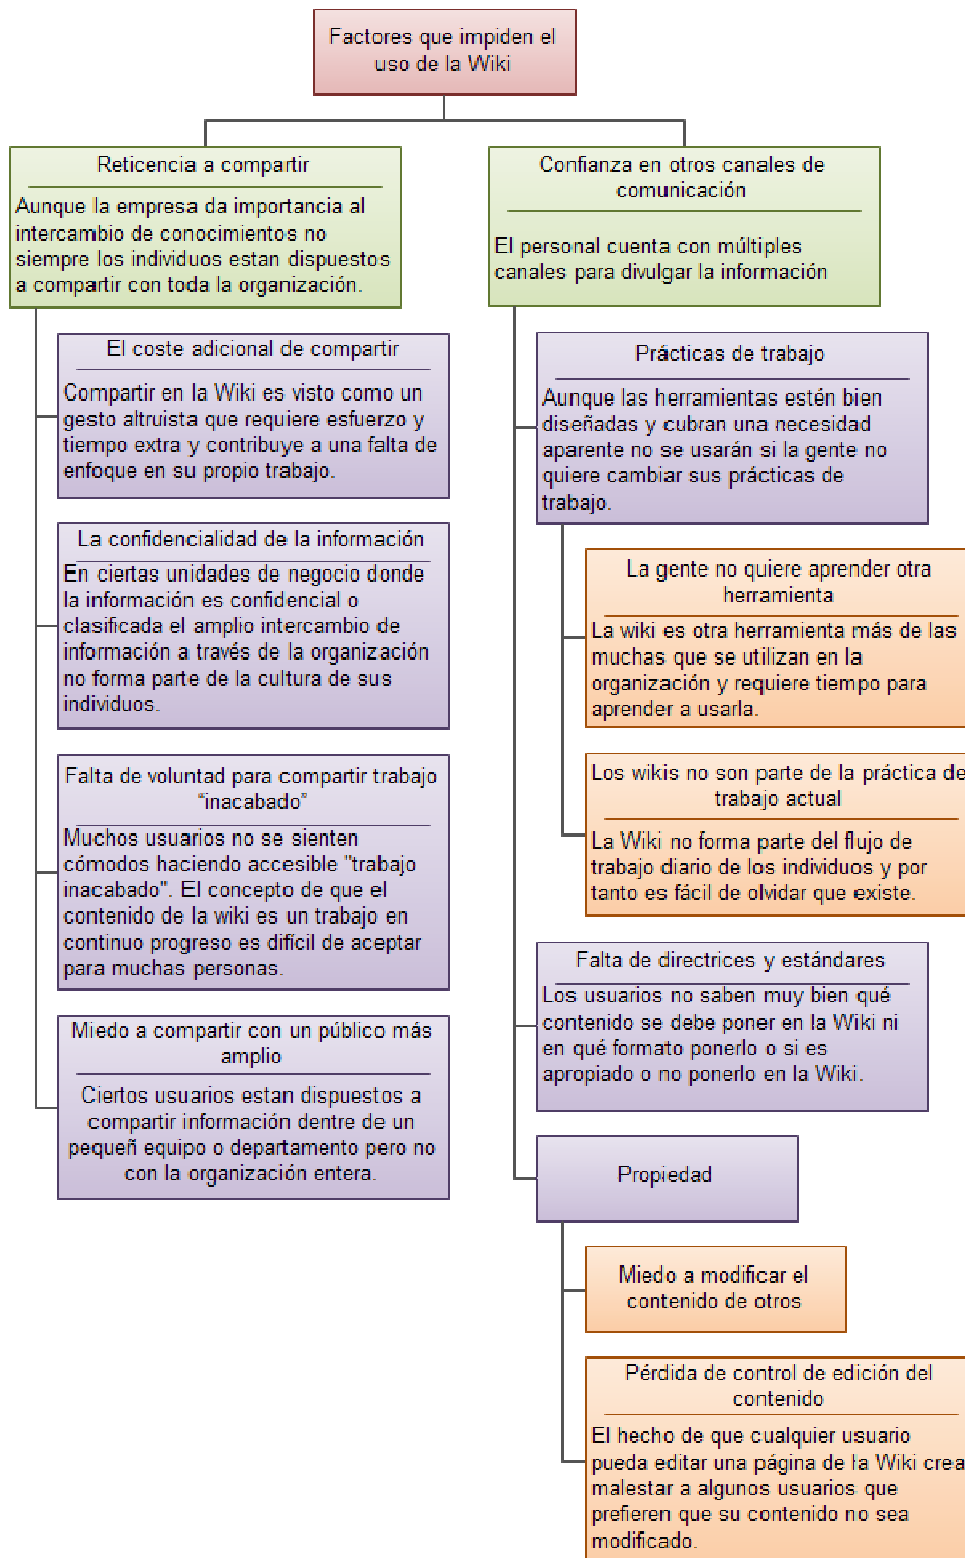 Factores que impiden el
uso de la Wiki
Reticencia a compartir
Aunque la empresa da importancia al
intercambio de conocimientos no
siempre los individuos estan dispuestos
a compartir con toda la organización.
El coste adicional de compartir
Compartir en la Wiki es visto como un
gesto altruista que requiere esfuerzo y
tiempo extra y contribuye a una falta de
enfoque en su propio trabajo.
La confidencialidad de la información
En ciertas unidades de negocio donde
la información es confidencial o
clasificada el amplio intercambio de
información a través de la organización
no forma parte de la cultura de sus
individuos.
Falta de voluntad para compartir trabajo
“inacabado”
Muchos usuarios no se sienten
cómodos haciendo accesible "trabajo
inacabado". El concepto de que el
contenido de la wiki es un trabajo en
continuo progreso es difícil de aceptar
para muchas personas.
Miedo a compartir con un público más
amplio
Ciertos usuarios estan dispuestos a
compartir información dentre de un
pequeñ equipo o departamento pero no
con la organización entera.
Confianza en otros canales de
comunicación
El personal cuenta con múltiples
canales para divulgar la información
Prácticas de trabajo
Aunque las herramientas estén bien
diseñadas y cubran una necesidad
aparente no se usarán si la gente no
quiere cambiar sus prácticas de
trabajo.
La gente no quiere aprender otra
herramienta
La wiki es otra herramienta más de las
muchas que se utilizan en la
organización y requiere tiempo para
aprender a usarla.
Los wikis no son parte de la práctica de
trabajo actual
La Wiki no forma parte del flujo de
trabajo diario de los individuos y por
tanto es fácil de olvidar que existe.
Falta de directrices y estándares
Los usuarios no saben muy bien qué
contenido se debe poner en la Wiki ni
en qué formato ponerlo o si es
apropiado o no ponerlo en la Wiki.
Propiedad
Miedo a modificar el
contenido de otros
Pérdida de control de edición del
contenido
El hecho de que cualquier usuario
pueda editar una página de la Wiki crea
malestar a algunos usuarios que
prefieren que su contenido no sea
modificado.